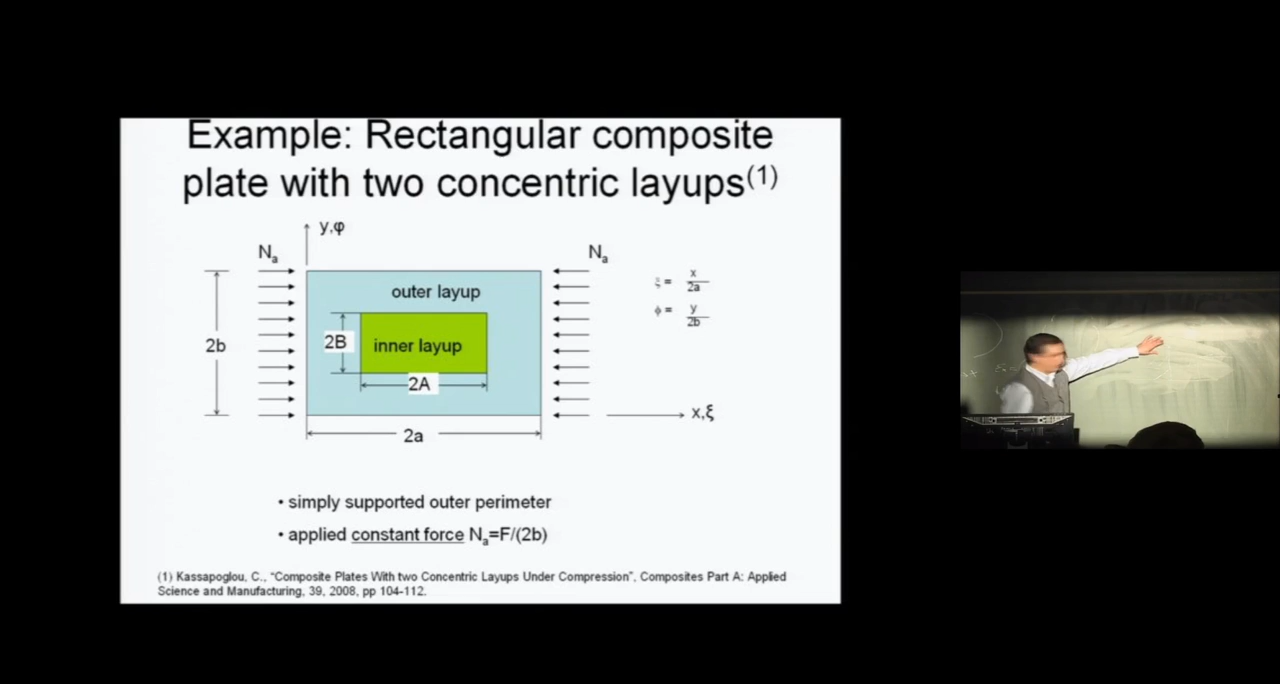 Example: Rectangular composite
plate with two concentric layups(1)
y,φ
Na
Na
outer layup
ξ = x/2a
ϕ = y/2b
2b
2B
inner layup
2A
x,ξ
2a
• simply supported outer perimeter
• applied constant force Na=F/(2b)
(1) Kassapoglou, C., "Composite Plates With two Concentric Layups Under Compression", Composites Part A: Applied
Science and Manufacturing, 39, 2008, pp 104-112.